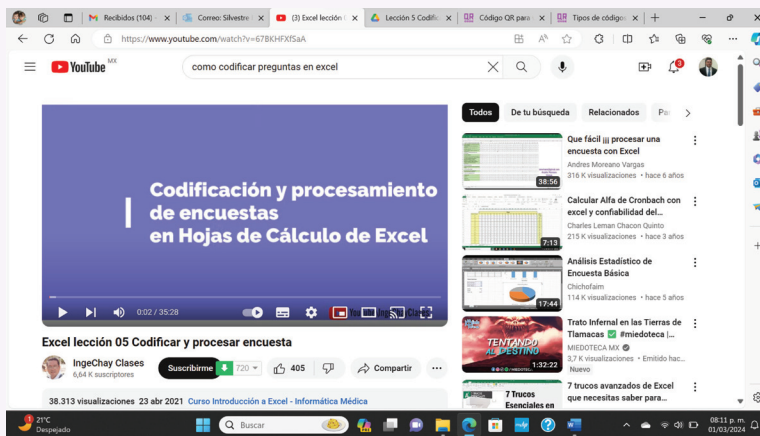 Recibidos (104)
Correo: Silvestre
(3) Excel lección
Lección 5 Codific
Código QR para
Tipos de código
https://www.youtube.com/watch?v=67BKHFXfSaA
YouTube MX
como codificar preguntas en excel
3
Codificación y procesamiento
de encuestas
en Hojas de Cálculo de Excel
0:02 / 35:28
Excel lección 05 Codificar y procesar encuesta
IngeChay Clases
6,64 K suscriptores
Suscribirme
720
405
Compartir
38.313 visualizaciones 23 abr 2021 Curso Introducción a Excel - Informática Médica
Todos
De tu búsqueda
Relacionados
38:56
Que fácil ¡¡¡ procesar una
encuesta con Excel
Andres Moreano Vargas
316 K visualizaciones • hace 6 años
7:13
Calcular Alfa de Cronbach con
excel y confiabilidad del...
Charles Leman Chacon Quinto
215 K visualizaciones • hace 3 años
17:44
Análisis Estadístico de
Encuesta Básica
Chichofaim
114 K visualizaciones • hace 5 años
TENTANDO
AL DESTINO
1:32:22
Trato Infernal en las Tierras de
Tlamacas ✅ #miedoteca |...
MIEDOTECA MX
3,7 K visualizaciones • Emitido hac...
Nuevo
7 Trucos
Esenciales en
7 trucos avanzados de Excel
que necesitas saber para...
21°C
Despejado
Buscar
08:11 p. m.
01/03/2024